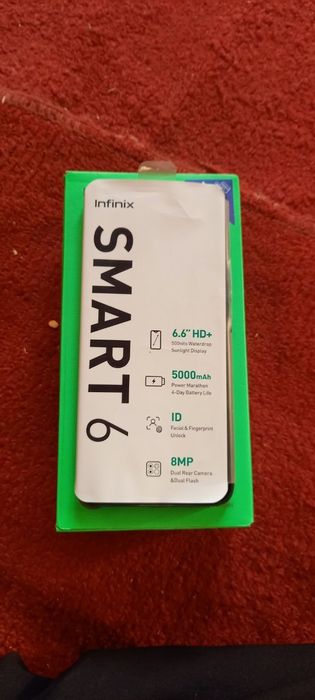 Infinix
SMART 6
6.6" HD+
500nits Waterdrop
Sunlight Display
5000mAh
Power Marathon
4-Day Battery Life
ID
Facial & Fingerprint
Unlock
8MP
Dual Rear Camera
&Dual Flash